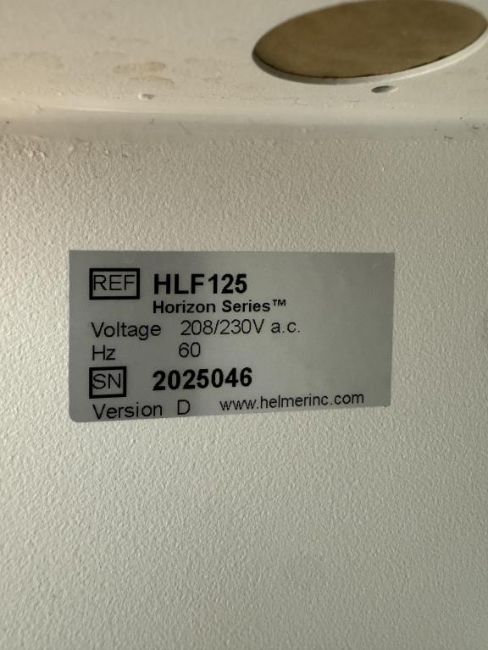 REF HLF125
Horizon Series™
Voltage 208/230V a.c.
Hz 60
SN 2025046
Version D www.helmerinc.com